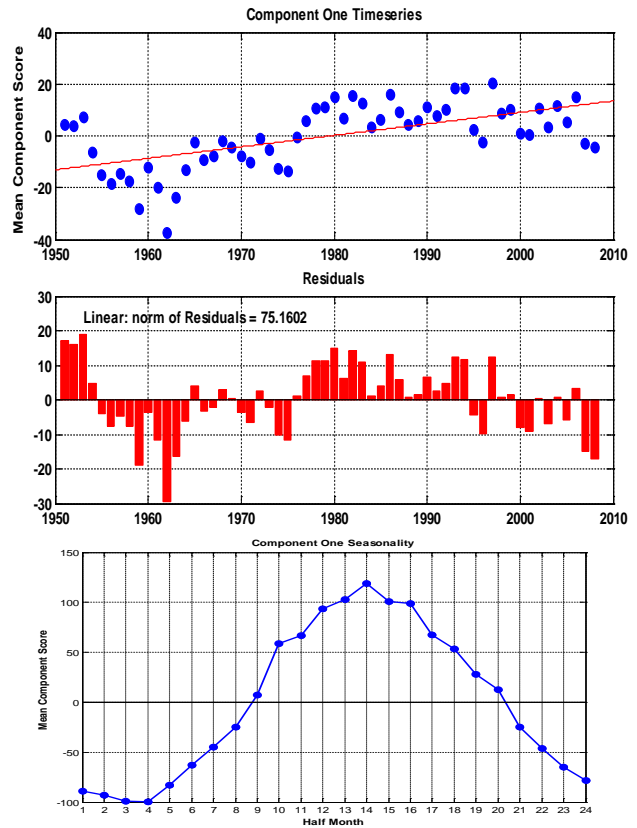 Component One Timeseries
Mean Component Score
40
20
0
-20
-40
1950 1960 1970 1980 1990 2000 2010
Residuals
Linear: norm of Residuals = 75.1602
30
20
10
0
-10
-20
-30
1950 1960 1970 1980 1990 2000 2010
Component One Seasonality
Mean Component Score
150
100
50
0
-50
-100
1 2 3 4 5 6 7 8 9 10 11 12 13 14 15 16 17 18 19 20 21 22 23 24
Half Month